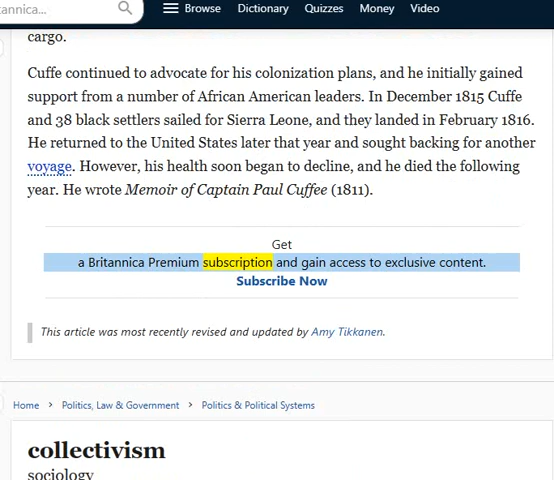 annica...
Browse Dictionary Quizzes Money Video
cargo.
Cuffe continued to advocate for his colonization plans, and he initially gained
support from a number of African American leaders. In December 1815 Cuffe
and 38 black settlers sailed for Sierra Leone, and they landed in February 1816.
He returned to the United States later that year and sought backing for another
voyage. However, his health soon began to decline, and he died the following
year. He wrote Memoir of Captain Paul Cuffee (1811).
Get
a Britannica Premium subscription and gain access to exclusive content.
Subscribe Now
This article was most recently revised and updated by Amy Tikkanen.
Home > Politics, Law & Government > Politics & Political Systems
collectivism
sociology